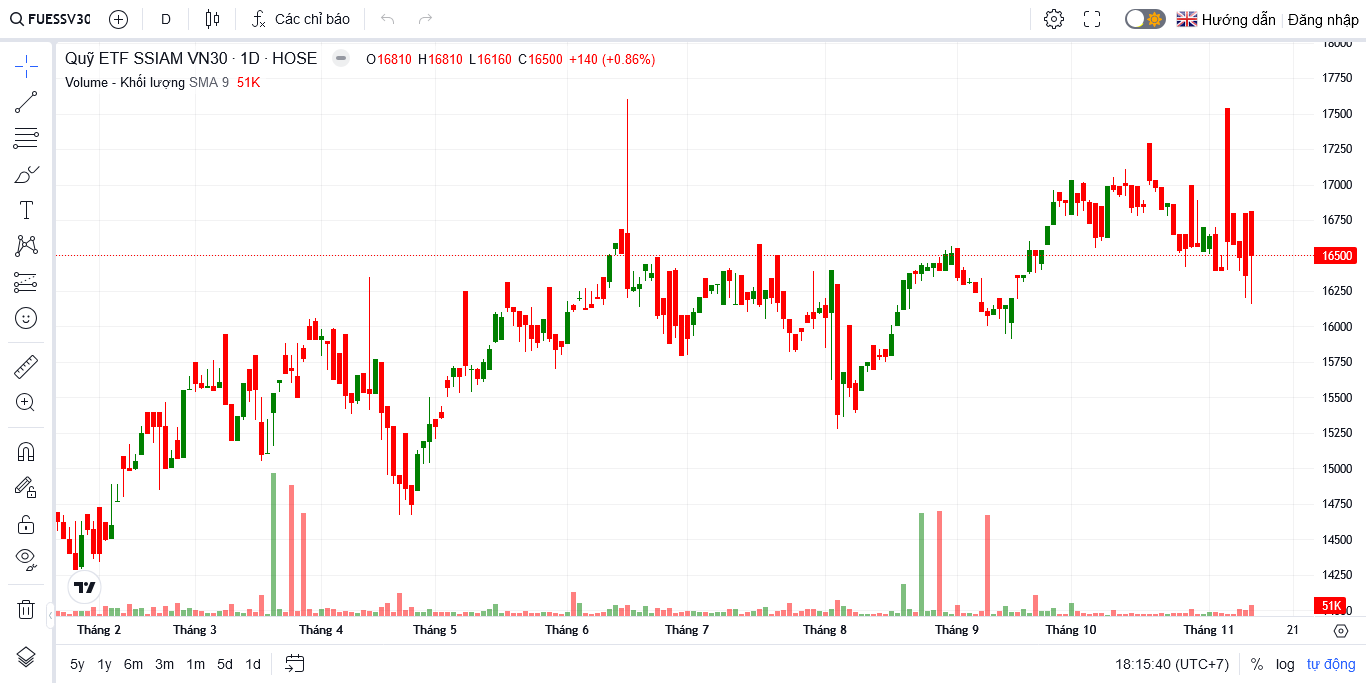 FUESSV30
D
Các chỉ báo
Hướng dẫn
Đăng nhập
Quỹ ETF SSIAM VN30 · 1D · HOSE
O16810 H16810 L16160 C16500 +140 (+0.86%)
Volume - Khối lượng SMA 9 51K
18000
17750
17500
17250
17000
16750
16500
16250
16000
15750
15500
15250
15000
14750
14500
14250
51K
Tháng 2
Tháng 3
Tháng 4
Tháng 5
Tháng 6
Tháng 7
Tháng 8
Tháng 9
Tháng 10
Tháng 11
21
5y 1y 6m 3m 1m 5d 1d
18:15:40 (UTC+7)
%
log
tự động